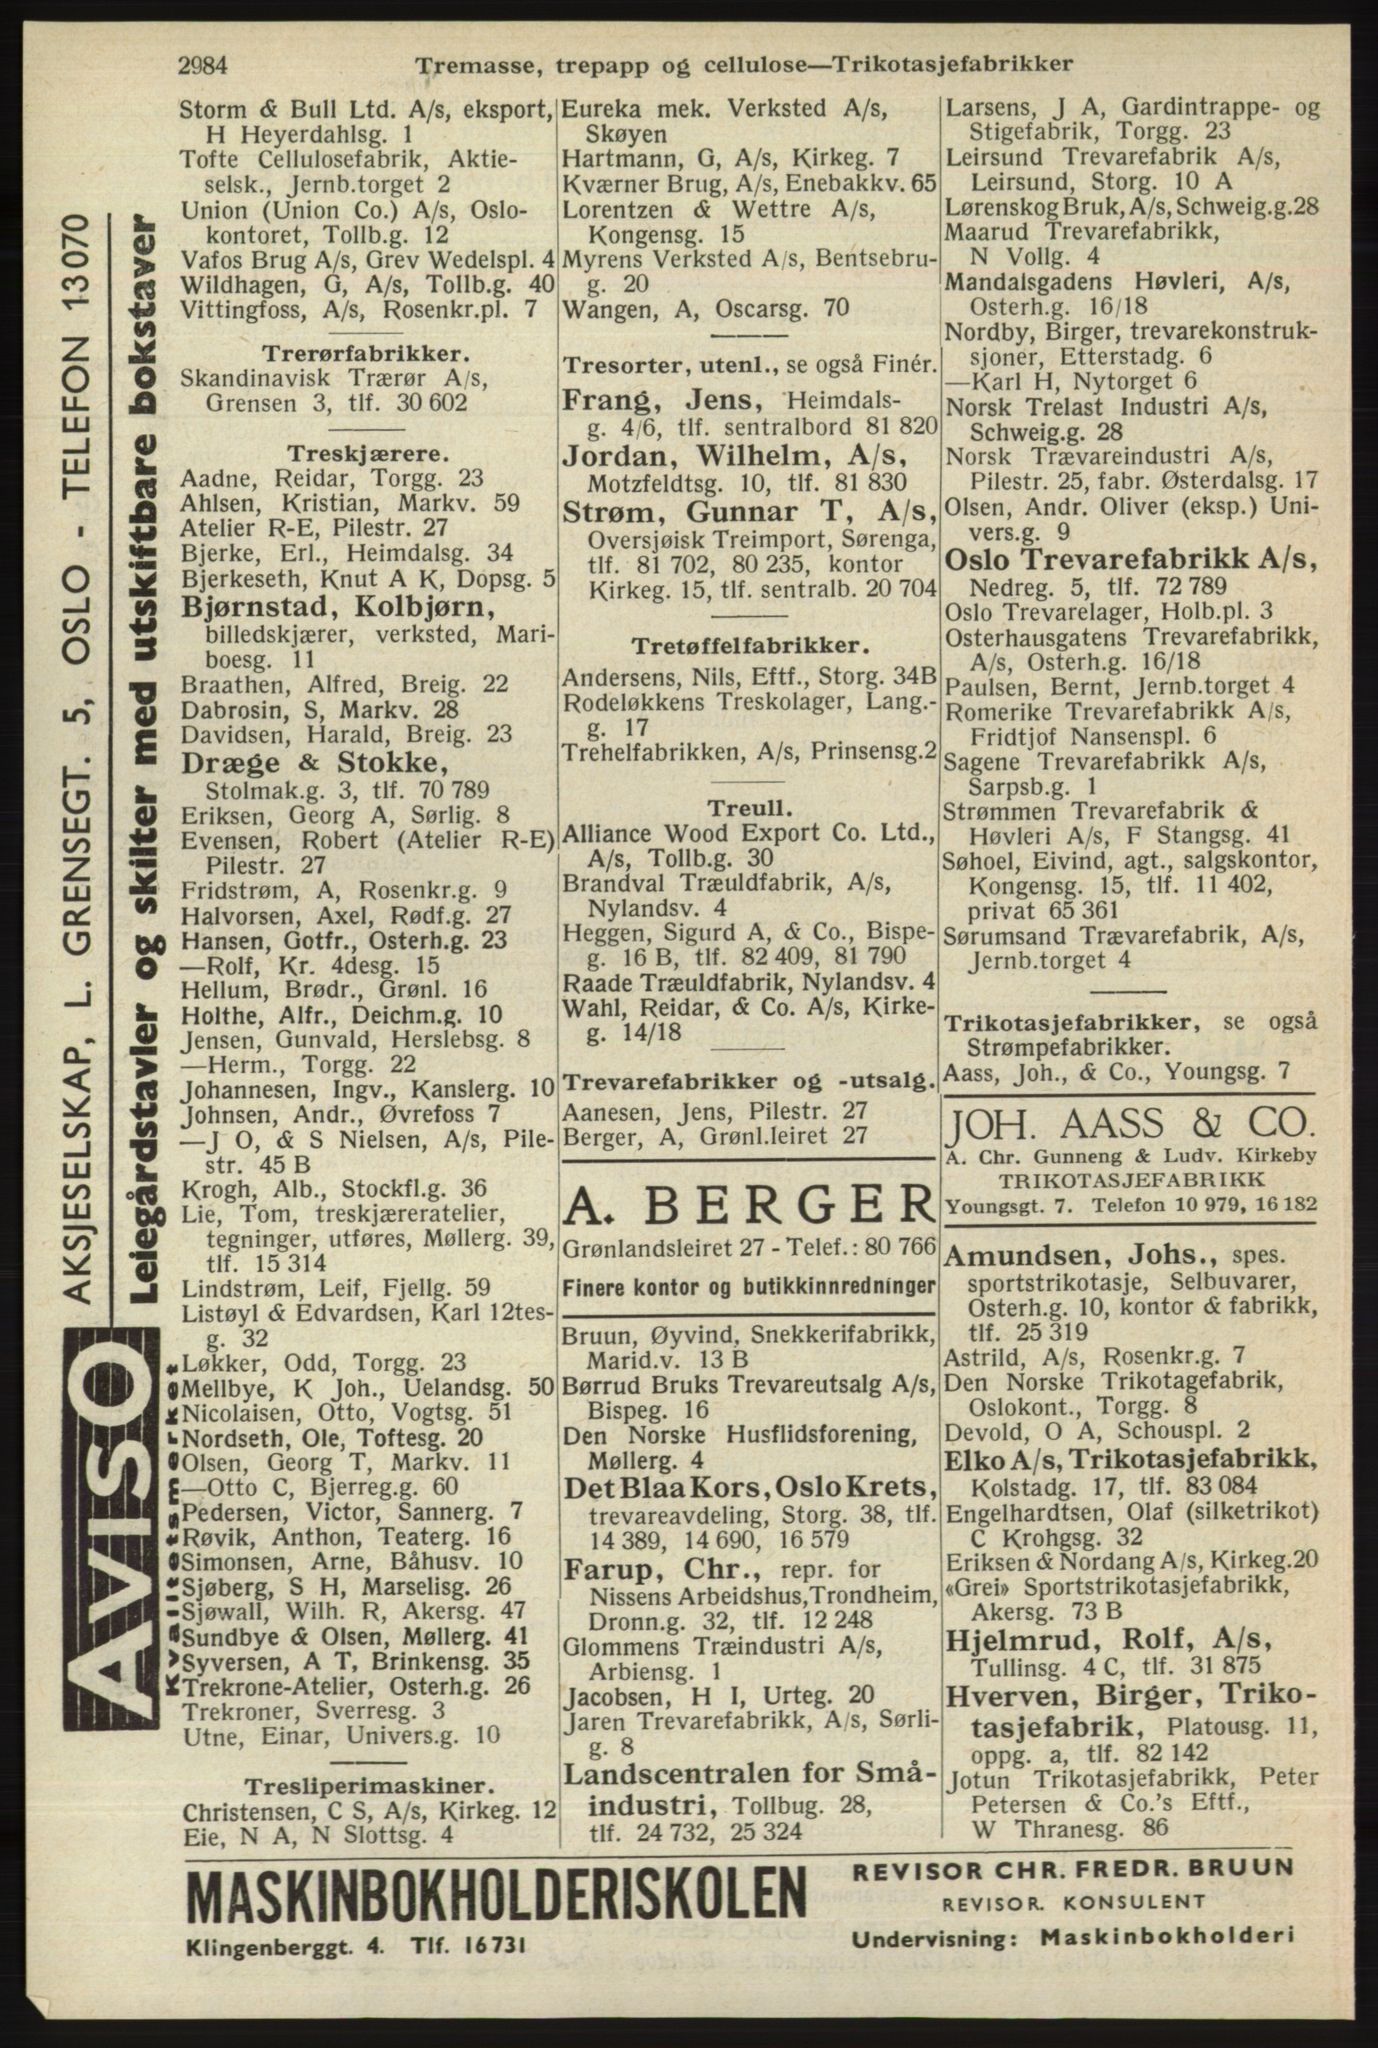 2984
Tremasse, trepapp og cellulose—Trikotasjefabrikker
AKSJESELSKAP, L. GRENSEGT. 5, OSLO - TELEFON 13 070
Leiegårdstavler og skilter med utskiftbare bokstaver
AVISO
Kvalitetsmerket
Storm & Bull Ltd. A/s, eksport,
H Heyerdahlsg. 1
Tofte Cellulosefabrik, Aktie-
selsk., Jernb.torget 2
Union (Union Co.) A/s, Oslo-
kontoret, Tollb.g. 12
Vafos Brug A/s, Grev Wedelspl. 4
Wildhagen, G, A/s, Tollb.g. 40
Vittingfoss, A/s, Rosenkr.pl. 7
Trerørfabrikker.
Skandinavisk Trærør A/s,
Grensen 3, tlf. 30 602
Treskjærere.
Aadne, Reidar, Torgg. 23
Ahlsen, Kristian, Markv. 59
Atelier R-E, Pilestr. 27
Bjerke, Erl., Heimdalsg. 34
Bjerkeseth, Knut A K, Dopsg. 5
Bjørnstad, Kolbjørn,
billedskjærer, verksted, Mari-
boesg. 11
Braathen, Alfred, Breig. 22
Dabrosin, S, Markv. 28
Davidsen, Harald, Breig. 23
Dræge & Stokke,
Stolmak.g. 3, tlf. 70 789
Eriksen, Georg A, Sørlig. 8
Evensen, Robert (Atelier R-E)
Pilestr. 27
Fridstrøm, A, Rosenkr.g. 9
Halvorsen, Axel, Rødf.g. 27
Hansen, Gotfr., Osterh.g. 23
—Rolf, Kr. 4desg. 15
Hellum, Brødr., Grønl. 16
Holthe, Alfr., Deichm.g. 10
Jensen, Gunvald, Herslebsg. 8
—Herm., Torgg. 22
Johannesen, Ingv., Kanslerg. 10
Johnsen, Andr., Øvrefoss 7
—J O, & S Nielsen, A/s, Pile-
str. 45 B
Krogh, Alb., Stockfl.g. 36
Lie, Tom, treskjæreratelier,
tegninger, utføres, Møllerg. 39,
tlf. 15 314
Lindstrøm, Leif, Fjellg. 59
Listøyl & Edvardsen, Karl 12tes-
g. 32
Løkker, Odd, Torgg. 23
Mellbye, K Joh., Uelandsg. 50
Nicolaisen, Otto, Vogtsg. 51
Nordseth, Ole, Toftesg. 20
Olsen, Georg T, Markv. 11
—Otto C, Bjerreg.g. 60
Pedersen, Victor, Sannerg. 7
Røvik, Anthon, Teaterg. 16
Simonsen, Arne, Båhusv. 10
Sjøberg, S H, Marselisg. 26
Sjøwall, Wilh. R, Akersg. 47
Sundbye & Olsen, Møllerg. 41
Syversen, A T, Brinkensg. 35
Trekrone-Atelier, Osterh.g. 26
Trekroner, Sverresg. 3
Utne, Einar, Univers.g. 10
Tresliperimaskiner.
Christensen, C S, A/s, Kirkeg. 12
Eie, N A, N Slottsg. 4
Eureka mek. Verksted A/s,
Skøyen
Hartmann, G, A/s, Kirkeg. 7
Kværner Brug, A/s, Enebakkv. 65
Lorentzen & Wettre A/s,
Kongensg. 15
Myrens Verksted A/s, Bentsebru-
g. 20
Wangen, A, Oscarsg. 70
Tresorter, utenl., se også Finér.
Frang, Jens, Heimdals-
g. 4/6, tlf. sentralbord 81 820
Jordan, Wilhelm, A/s,
Motzfeldtsg. 10, tlf. 81 830
Strøm, Gunnar T, A/s,
Oversjøisk Treimport, Sørenga,
tlf. 81 702, 80 235, kontor
Kirkeg. 15, tlf. sentralb. 20 704
Tretøffelfabrikker.
Andersens, Nils, Eftf., Storg. 34B
Rodeløkkens Treskolager, Lang.-
g. 17
Trehelfabrikken, A/s, Prinsensg.2
Treull.
Alliance Wood Export Co. Ltd.,
A/s, Tollb.g. 30
Brandval Træuldfabrik, A/s,
Nylandsv. 4
Heggen, Sigurd A, & Co., Bispe-
g. 16 B, tlf. 82 409, 81 790
Raade Træuldfabrik, Nylandsv. 4
Wahl, Reidar, & Co. A/s, Kirke-
g. 14/18
Trevarefabrikker og -utsalg.
Aanesen, Jens, Pilestr. 27
Berger, A, Grønl.leiret 27
A. BERGER
Grønlandsleiret 27 - Telef.: 80 766
Finere kontor og butikkinnredninger
Bruun, Øyvind, Snekkerifabrikk,
Marid.v. 13 B
Børrud Bruks Trevareutsalg A/s,
Bispeg. 16
Den Norske Husflidsforening,
Møllerg. 4
Det Blaa Kors, Oslo Krets,
trevareavdeling, Storg. 38, tlf.
14 389, 14 690, 16 579
Farup, Chr., repr. for
Nissens Arbeidshus, Trondheim,
Dronn.g. 32, tlf. 12 248
Glommens Træindustri A/s,
Arbiensg. 1
Jacobsen, H I, Urteg. 20
Jaren Trevarefabrikk, A/s, Sørli-
g. 8
Landscentralen for Små-
industri, Tollbug. 28,
tlf. 24 732, 25 324
Larsens, J A, Gardintrappe- og
Stigefabrik, Torgg. 23
Leirsund Trevarefabrik A/s,
Leirsund, Storg. 10 A
Lørenskog Bruk, A/s, Schweig.g.28
Maarud Trevarefabrikk,
N Vollg. 4
Mandalsgadens Høvleri, A/s,
Osterh.g. 16/18
Nordby, Birger, trevarekonstruk-
sjoner, Etterstadg. 6
—Karl H, Nytorget 6
Norsk Trelast Industri A/s,
Schweig.g. 28
Norsk Trævareindustri A/s,
Pilestr. 25, fabr. Østerdalsg. 17
Olsen, Andr. Oliver (eksp.) Uni-
vers.g. 9
Oslo Trevarefabrikk A/s,
Nedreg. 5, tlf. 72 789
Oslo Trevarelager, Holb.pl. 3
Osterhausgatens Trevarefabrikk,
A/s, Osterh.g. 16/18
Paulsen, Bernt, Jernb.torget 4
Romerike Trevarefabrikk A/s,
Fridtjof Nansenspl. 6
Sagene Trevarefabrikk A/s,
Sarpsb.g. 1
Strømmen Trevarefabrik &
Høvleri A/s, F Stangsg. 41
Søhoel, Eivind, agt., salgskontor,
Kongensg. 15, tlf. 11 402,
privat 65 361
Sørumsand Trævarefabrik, A/s,
Jernb.torget 4
Trikotasjefabrikker, se også
Strømpefabrikker.
Aass, Joh., & Co., Youngsg. 7
JOH. AASS & CO.
A. Chr. Gunneng & Ludv. Kirkeby
TRIKOTASJEFABRIKK
Youngsgt. 7. Telefon 10 979, 16 182
Amundsen, Johs., spes.
sportstrikotasje, Selbuvarer,
Osterh.g. 10, kontor & fabrikk,
tlf. 25 319
Astrild, A/s, Rosenkr.g. 7
Den Norske Trikotagefabrik,
Oslokont., Torgg. 8
Devold, O A, Schouspl. 2
Elko A/s, Trikotasjefabrikk,
Kolstadg. 17, tlf. 83 084
Engelhardtsen, Olaf (silketrikot)
C Krohgsg. 32
Eriksen & Nordang A/s, Kirkeg.20
«Grei» Sportstrikotasjefabrikk,
Akersg. 73 B
Hjelmrud, Rolf, A/s,
Tullinsg. 4 C, tlf. 31 875
Hverven, Birger, Triko-
tasjefabrik, Platousg. 11,
oppg. a, tlf. 82 142
Jotun Trikotasjefabrikk, Peter
Petersen & Co.'s Eftf.,
W Thranesg. 86
MASKINBOKHOLDERISKOLEN
Klingenberggt. 4. Tlf. 16731
REVISOR CHR. FREDR. BRUUN
REVISOR. KONSULENT
Undervisning: Maskinbokholderi